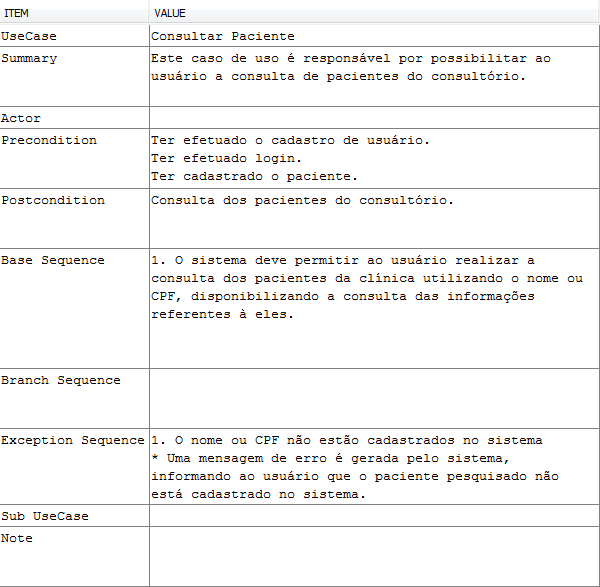 ITEM VALUE
UseCase Consultar Paciente
Summary Este caso de uso é responsável por possibilitar ao
usuário a consulta de pacientes do consultório.
Actor
Precondition Ter efetuado o cadastro de usuário.
Ter efetuado login.
Ter cadastrado o paciente.
Postcondition Consulta dos pacientes do consultório.
Base Sequence 1. O sistema deve permitir ao usuário realizar a
consulta dos pacientes da clínica utilizando o nome ou
CPF, disponibilizando a consulta das informações
referentes à eles.
Branch Sequence
Exception Sequence 1. O nome ou CPF não estão cadastrados no sistema
* Uma mensagem de erro é gerada pelo sistema,
informando ao usuário que o paciente pesquisado não
está cadastrado no sistema.
Sub UseCase
Note